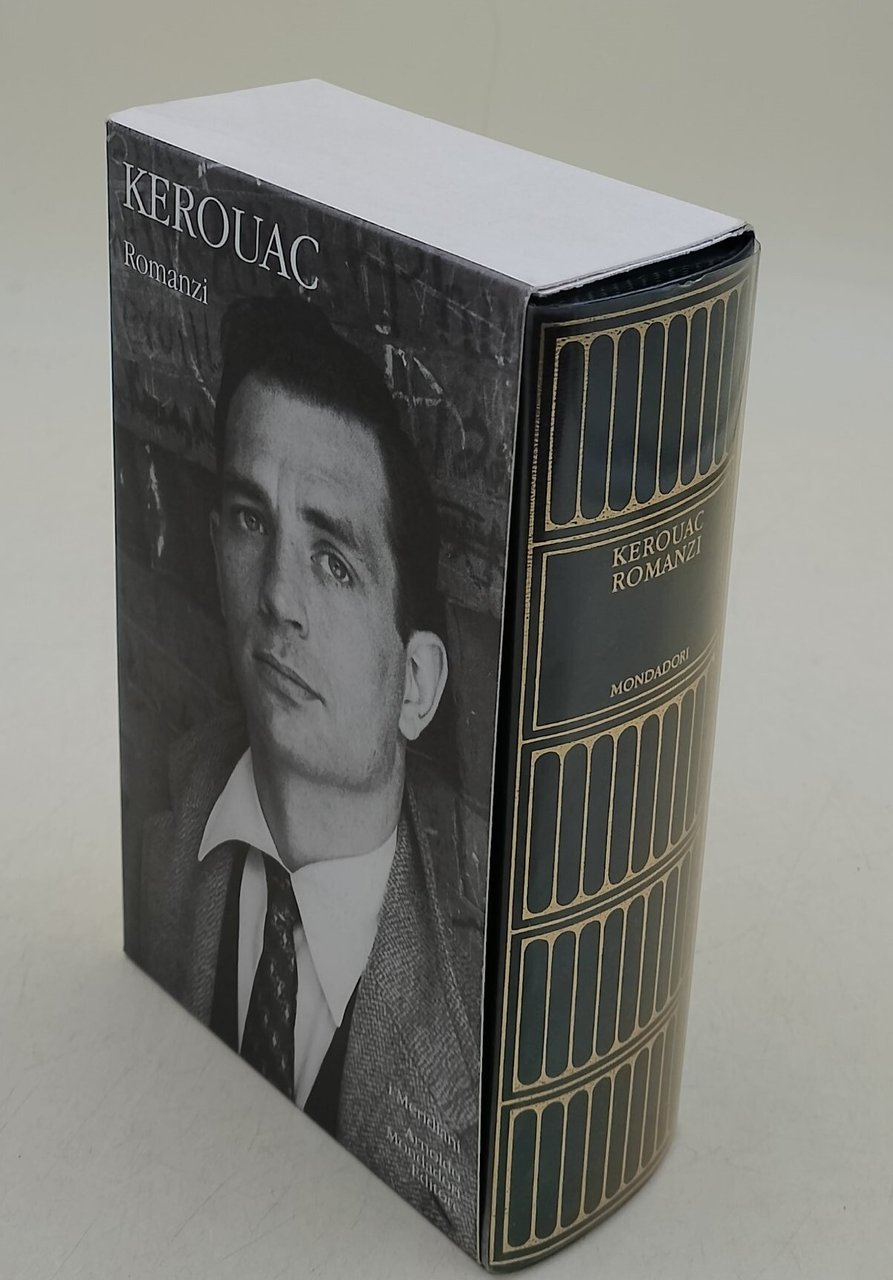 KEROUAC
Romanzi
I Meridiani
Arnoldo
Mondadori
Editore
KEROUAC
ROMANZI
MONDADORI